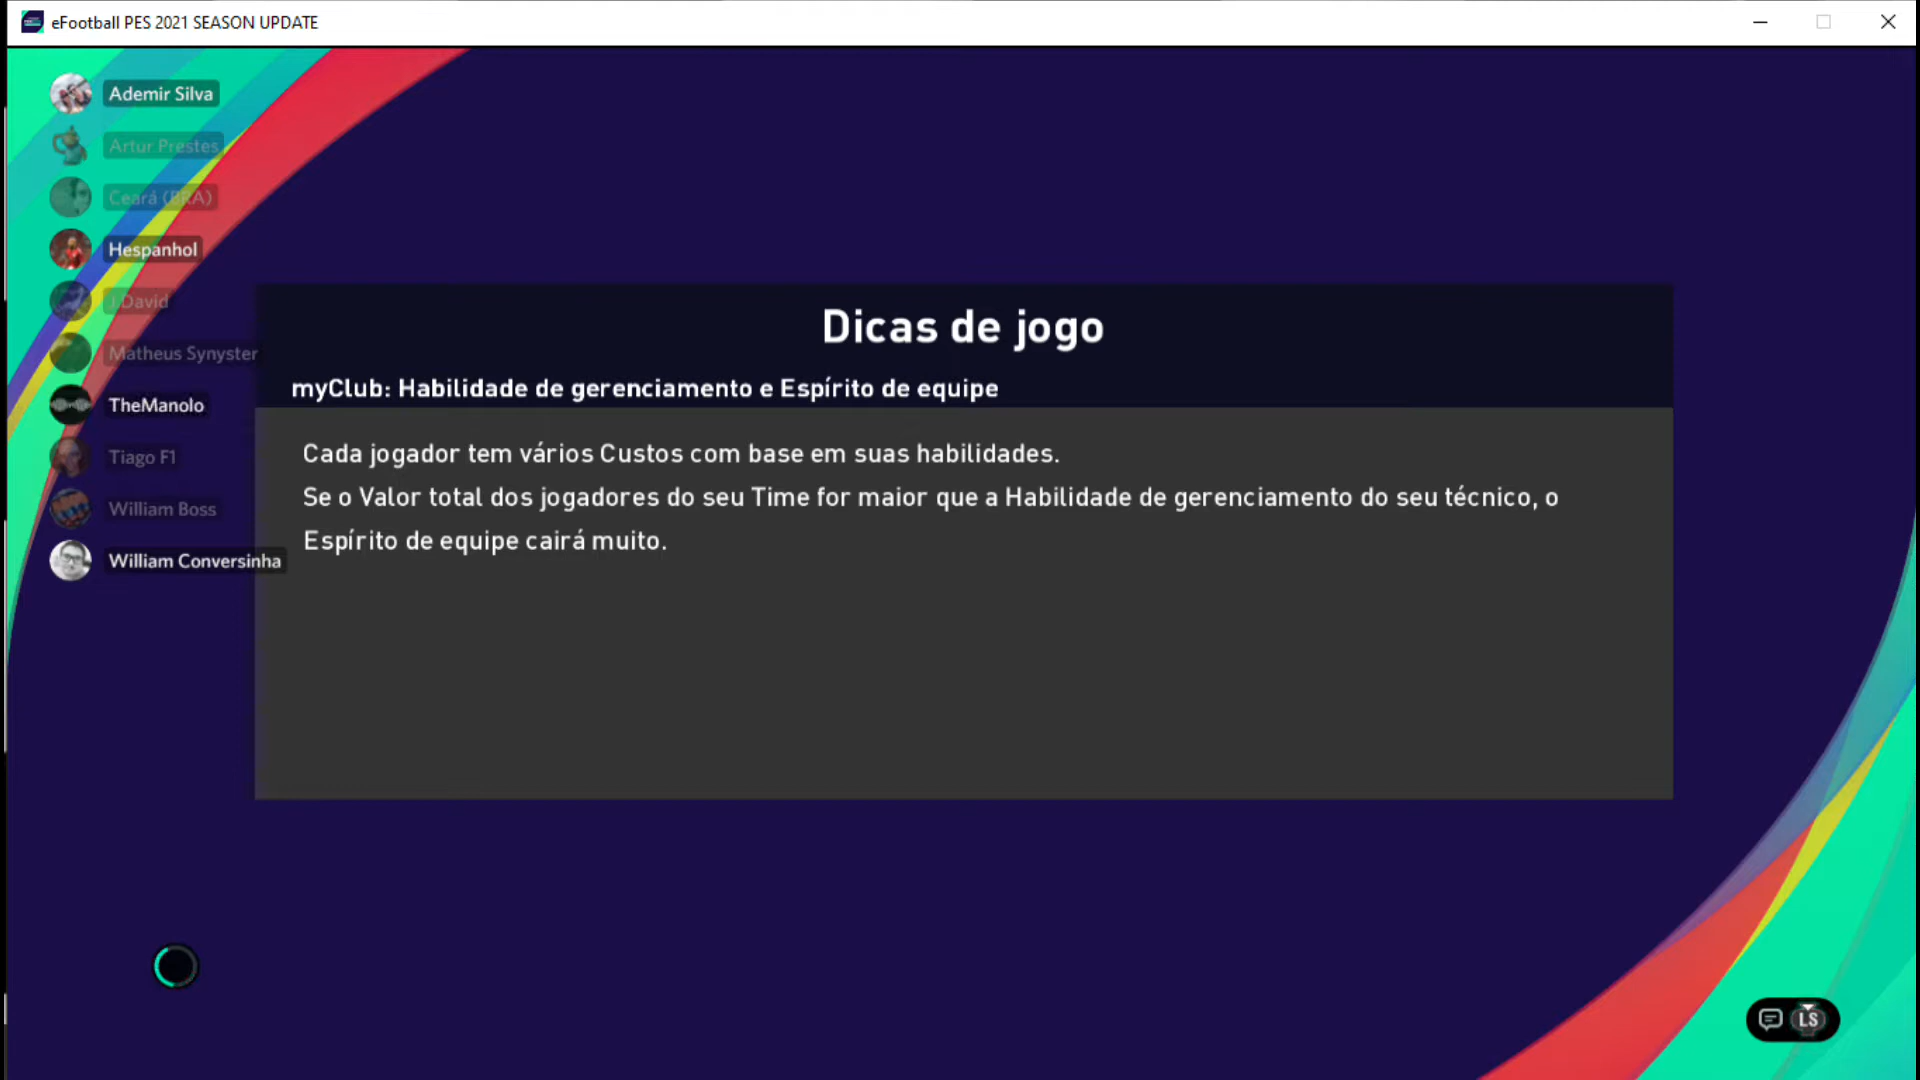 eFootball PES 2021 SEASON UPDATE
Ademir Silva
Artur Prestes
Ceará (BRA)
Hespanhol
David
Matheus Synyster
TheManolo
Tiago F1
William Boss
William Conversinha
Dicas de jogo
myClub: Habilidade de gerenciamento e Espírito de equipe
Cada jogador tem vários Custos com base em suas habilidades.
Se o Valor total dos jogadores do seu Time for maior que a Habilidade de gerenciamento do seu técnico, o
Espírito de equipe cairá muito.
LS